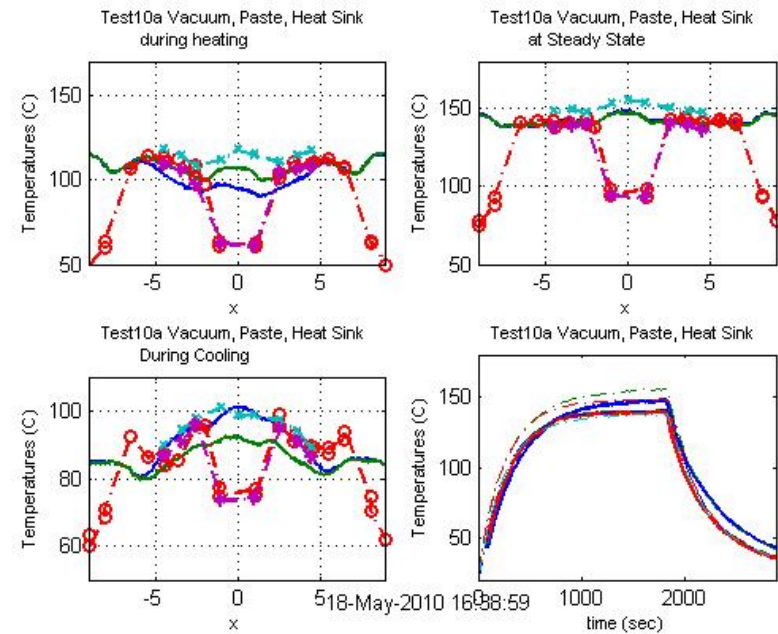 Test10a Vacuum, Paste, Heat Sink
during heating
Temperatures (C)
150
100
50
-5
0
5
x
Test10a Vacuum, Paste, Heat Sink
at Steady State
Temperatures (C)
150
100
50
-5
0
5
x
Test10a Vacuum, Paste, Heat Sink
During Cooling
Temperatures (C)
100
80
60
-5
0
5
x
Test10a Vacuum, Paste, Heat Sink
Temperatures (C)
150
100
50
0
1000
2000
time (sec)
18-May-2010